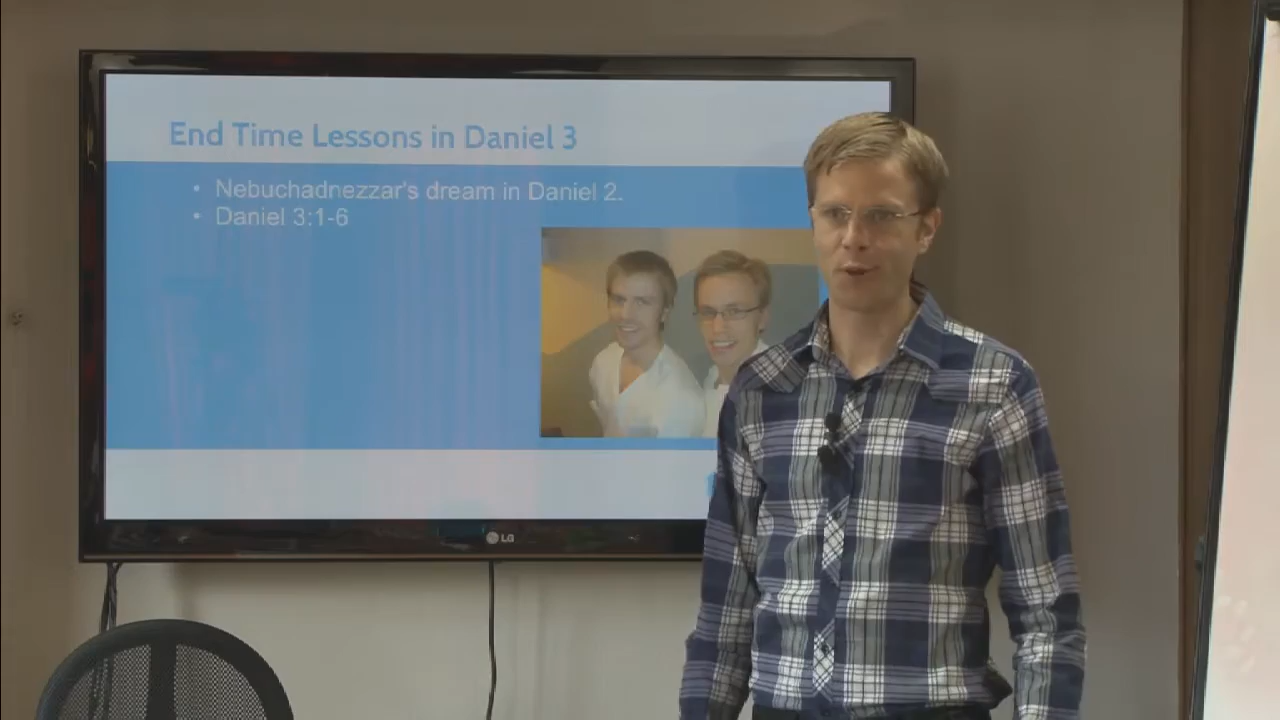 End Time Lessons in Daniel 3
• Nebuchadnezzar's dream in Daniel 2.
• Daniel 3:1-6
LG